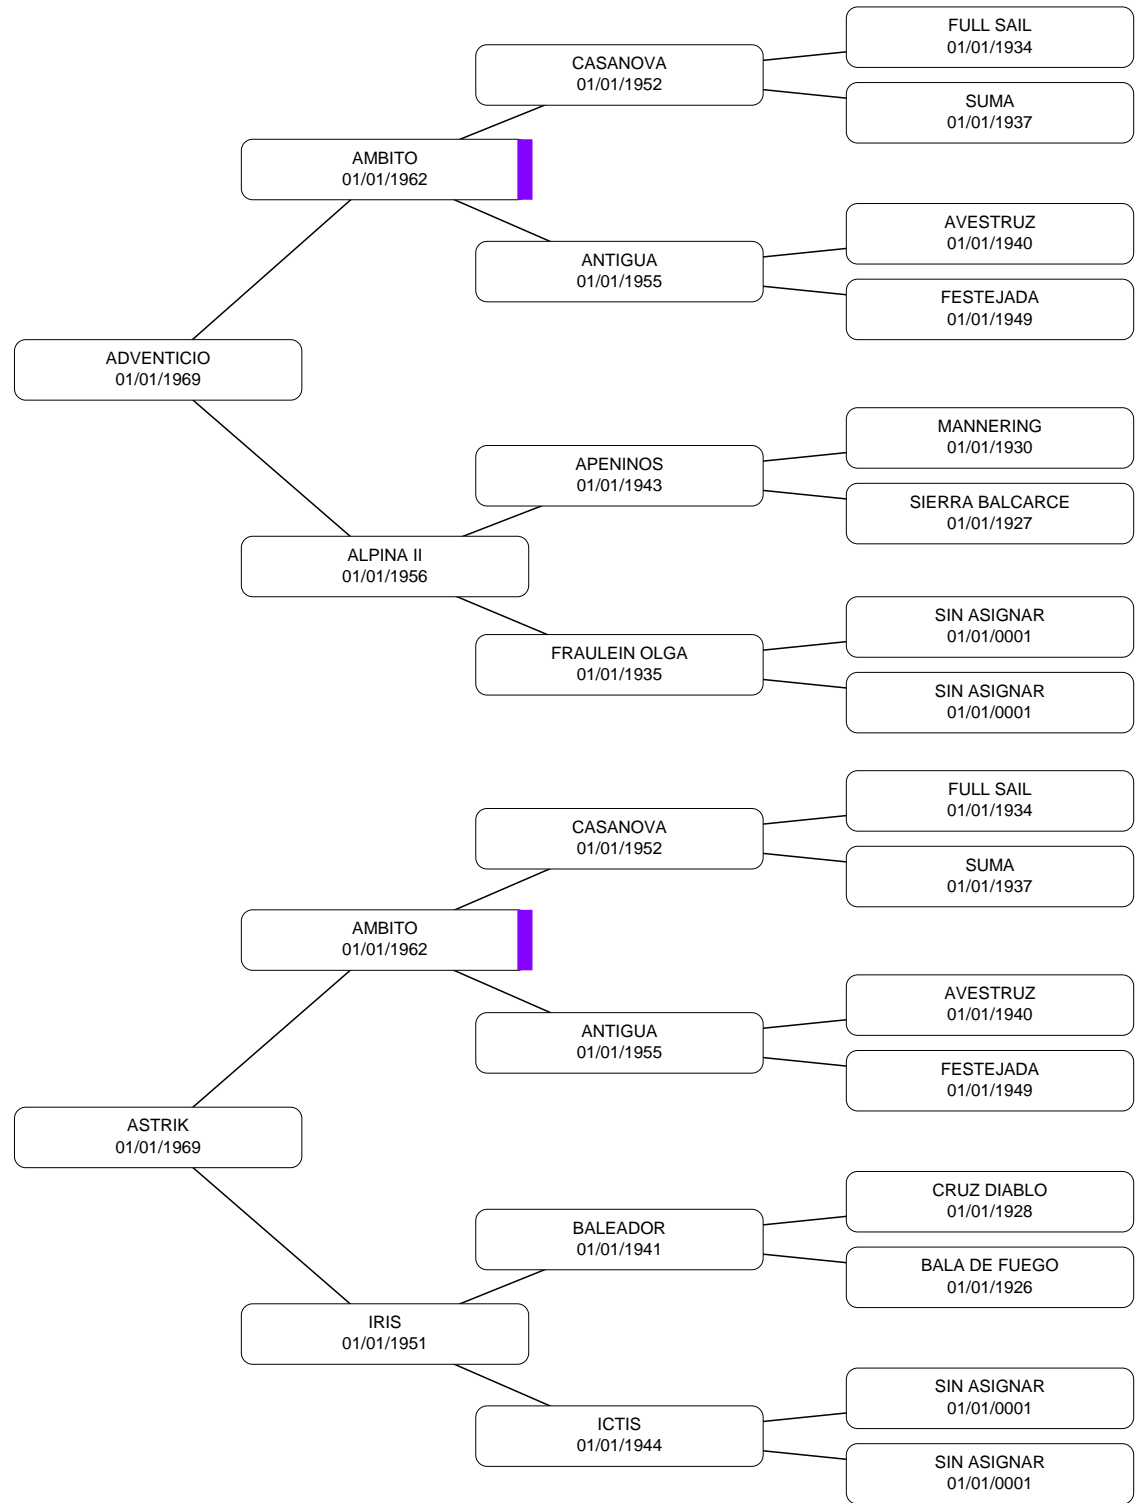 FULL SAIL
01/01/1934
CASANOVA
01/01/1952
SUMA
01/01/1937
AMBITO
01/01/1962
AVESTRUZ
01/01/1940
ANTIGUA
01/01/1955
FESTEJADA
01/01/1949
ADVENTICIO
01/01/1969
MANNERING
01/01/1930
APENINOS
01/01/1943
SIERRA BALCARCE
01/01/1927
ALPINA II
01/01/1956
SIN ASIGNAR
01/01/0001
FRAULEIN OLGA
01/01/1935
SIN ASIGNAR
01/01/0001
FULL SAIL
01/01/1934
CASANOVA
01/01/1952
SUMA
01/01/1937
AMBITO
01/01/1962
AVESTRUZ
01/01/1940
ANTIGUA
01/01/1955
FESTEJADA
01/01/1949
ASTRIK
01/01/1969
CRUZ DIABLO
01/01/1928
BALEADOR
01/01/1941
BALA DE FUEGO
01/01/1926
IRIS
01/01/1951
SIN ASIGNAR
01/01/0001
ICTIS
01/01/1944
SIN ASIGNAR
01/01/0001